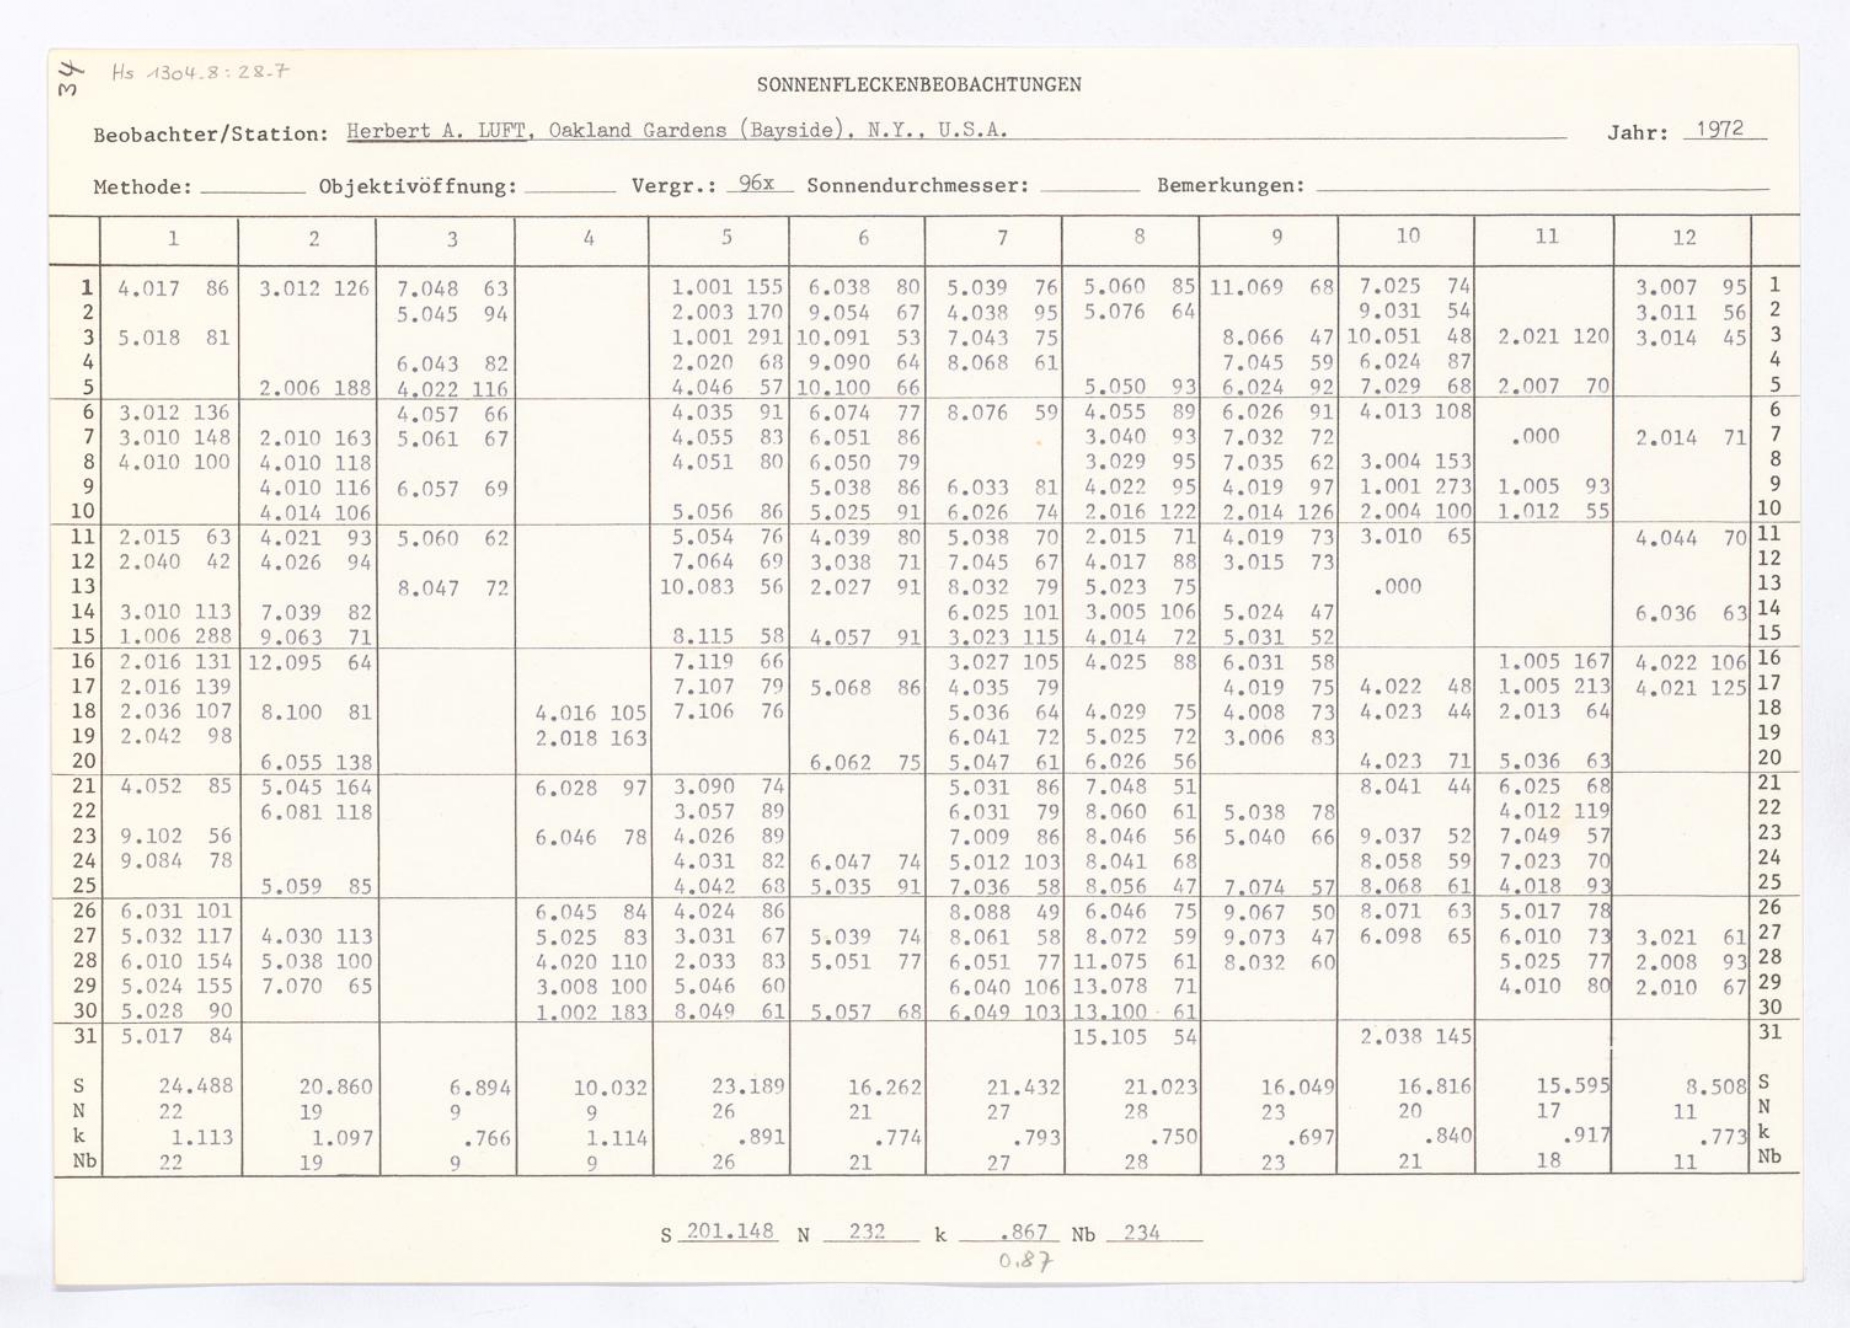 34
Hs 1304.8:28.7
SONNENFLECKENBEOBACHTUNGEN
Beobachter/Station: Herbert A. LUFT, Oakland Gardens (Bayside), N.Y., U.S.A. Jahr: 1972
Methode: Objektivöffnung: Vergr.: 96x Sonnendurchmesser: Bemerkungen:
1 2 3 4 5 6 7 8 9 10 11 12
1 4.017 86 3.012 126 7.048 63 1.001 155 6.038 80 5.039 76 5.060 85 11.069 68 7.025 74 3.007 95 1
2 5.045 94 2.003 170 9.054 67 4.038 95 5.076 64 9.031 54 3.011 56 2
3 5.018 81 1.001 291 10.091 53 7.043 75 8.066 47 10.051 48 2.021 120 3.014 45 3
4 6.043 82 2.020 68 9.090 64 8.068 61 7.045 59 6.024 87 4
5 2.006 188 4.022 116 4.046 57 10.100 66 5.050 93 6.024 92 7.029 68 2.007 70 5
6 3.012 136 4.057 66 4.035 91 6.074 77 8.076 59 4.055 89 6.026 91 4.013 108 6
7 3.010 148 2.010 163 5.061 67 4.055 83 6.051 86 3.040 93 7.032 72 .000 2.014 71 7
8 4.010 100 4.010 118 4.051 80 6.050 79 3.029 95 7.035 62 3.004 153 8
9 4.010 116 6.057 69 5.038 86 6.033 81 4.022 95 4.019 97 1.001 273 1.005 93 9
10 4.014 106 5.056 86 5.025 91 6.026 74 2.016 122 2.014 126 2.004 100 1.012 55 10
11 2.015 63 4.021 93 5.060 62 5.054 76 4.039 80 5.038 70 2.015 71 4.019 73 3.010 65 4.044 70 11
12 2.040 42 4.026 94 7.064 69 3.038 71 7.045 67 4.017 88 3.015 73 12
13 8.047 72 10.083 56 2.027 91 8.032 79 5.023 75 .000 13
14 3.010 113 7.039 82 6.025 101 3.005 106 5.024 47 6.036 63 14
15 1.006 288 9.063 71 8.115 58 4.057 91 3.023 115 4.014 72 5.031 52 15
16 2.016 131 12.095 64 7.119 66 3.027 105 4.025 88 6.031 58 1.005 167 4.022 106 16
17 2.016 139 7.107 79 5.068 86 4.035 79 4.019 75 4.022 48 1.005 213 4.021 125 17
18 2.036 107 8.100 81 4.016 105 7.106 76 5.036 64 4.029 75 4.008 73 4.023 44 2.013 64 18
19 2.042 98 2.018 163 6.041 72 5.025 72 3.006 83 19
20 6.055 138 6.062 75 5.047 61 6.026 56 4.023 71 5.036 63 20
21 4.052 85 5.045 164 6.028 97 3.090 74 5.031 86 7.048 51 8.041 44 6.025 68 21
22 6.081 118 3.057 89 6.031 79 8.060 61 5.038 78 4.012 119 22
23 9.102 56 6.046 78 4.026 89 7.009 86 8.046 56 5.040 66 9.037 52 7.049 57 23
24 9.084 78 4.031 82 6.047 74 5.012 103 8.041 68 8.058 59 7.023 70 24
25 5.059 85 4.042 68 5.035 91 7.036 58 8.056 47 7.074 57 8.068 61 4.018 93 25
26 6.031 101 6.045 84 4.024 86 8.088 49 6.046 75 9.067 50 8.071 63 5.017 78 26
27 5.032 117 4.030 113 5.025 83 3.031 67 5.039 74 8.061 58 8.072 59 9.073 47 6.098 65 6.010 73 3.021 61 27
28 6.010 154 5.038 100 4.020 110 2.033 83 5.051 77 6.051 77 11.075 61 8.032 60 5.025 77 2.008 93 28
29 5.024 155 7.070 65 3.008 100 5.046 60 6.040 106 13.078 71 4.010 80 2.010 67 29
30 5.028 90 1.002 183 8.049 61 5.057 68 6.049 103 13.100 61 30
31 5.017 84 15.105 54 2.038 145 31
S 24.488 20.860 6.894 10.032 23.189 16.262 21.432 21.023 16.049 16.816 15.595 8.508 S
N 22 19 9 9 26 21 27 28 23 20 17 11 N
k 1.113 1.097 .766 1.114 .891 .774 .793 .750 .697 .840 .917 .773 k
Nb 22 19 9 9 26 21 27 28 23 21 18 11 Nb
S 201.148 N 232 k .867 Nb 234
0.87